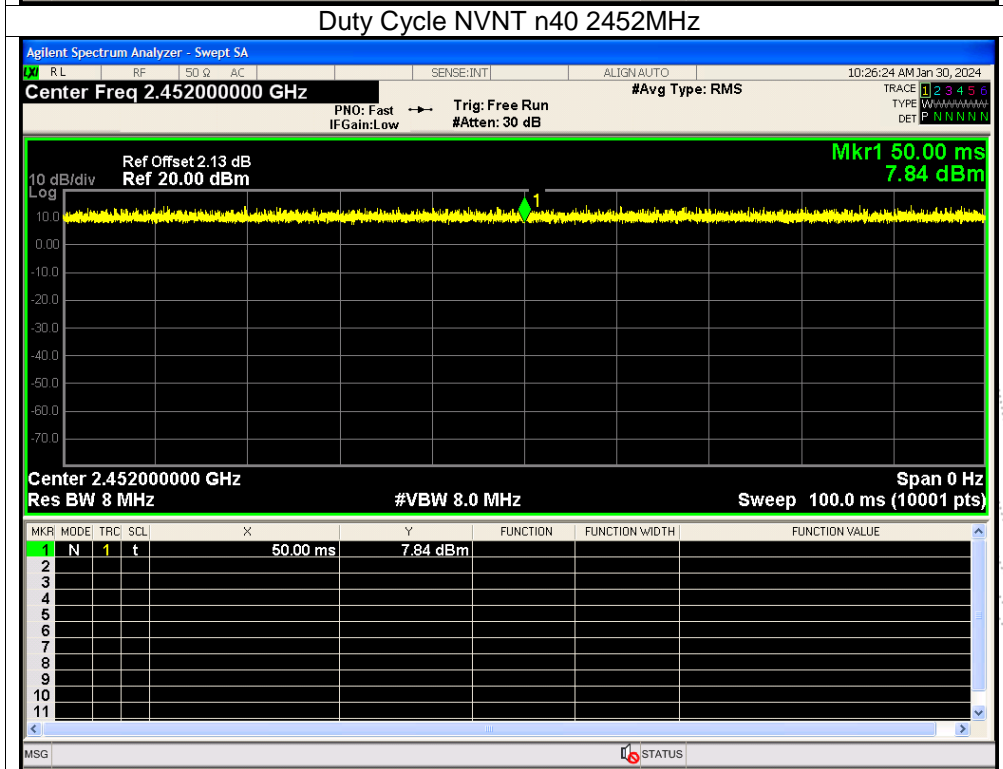 Duty Cycle NVNT n40 2452MHz
Agilent Spectrum Analyzer - Swept SA
LXI RL RF 50 Ω AC SENSE:INT ALIGN AUTO 10:26:24 AM Jan 30, 2024
Center Freq 2.452000000 GHz #Avg Type: RMS TRACE 1 2 3 4 5 6
PNO: Fast Trig: Free Run TYPE WWWWWW
IFGain:Low #Atten: 30 dB DET P N N N N N
Mkr1 50.00 ms
7.84 dBm
Ref Offset 2.13 dB
10 dB/div Ref 20.00 dBm
Log
1
10.0
0.00
-10.0
-20.0
-30.0
-40.0
-50.0
-60.0
-70.0
Center 2.452000000 GHz Span 0 Hz
Res BW 8 MHz #VBW 8.0 MHz Sweep 100.0 ms (10001 pts)
MKR MODE TRC SCL X Y FUNCTION FUNCTION WIDTH FUNCTION VALUE
1 N 1 t 50.00 ms 7.84 dBm
2
3
4
5
6
7
8
9
10
11
MSG STATUS